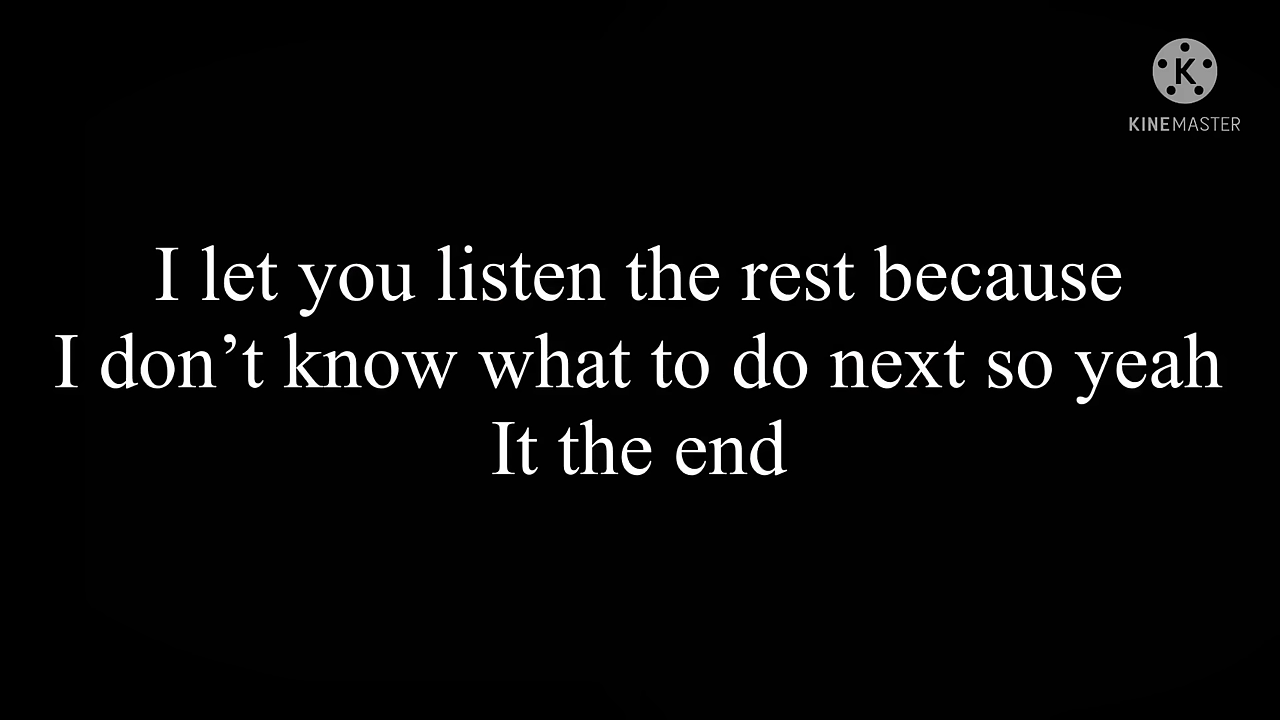 K
KINEMASTER
I let you listen the rest because
I don’t know what to do next so yeah
It the end